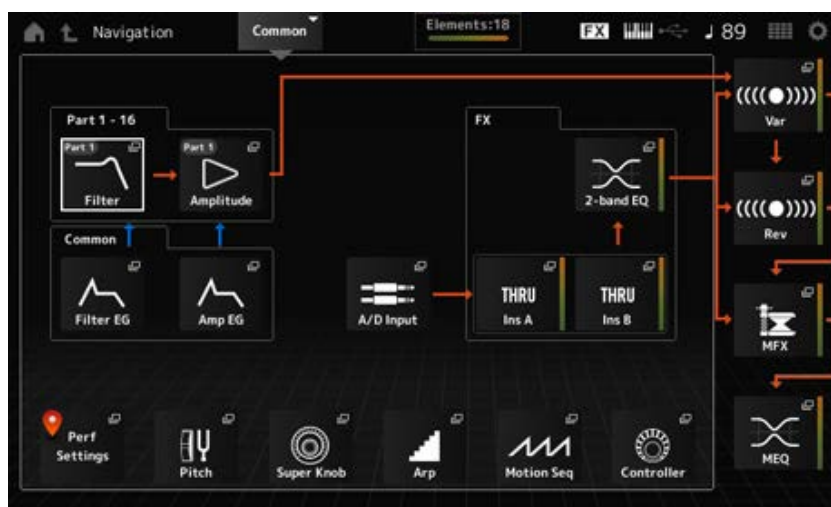 Navigation
Common
Elements:18
FX
89
Part 1 - 16
Part 1
Filter
Part 1
Amplitude
Common
Filter EG
Amp EG
A/D Input
FX
2-band EQ
THRU
Ins A
THRU
Ins B
Var
Rev
MFX
MEQ
Perf
Settings
Pitch
Super Knob
Arp
Motion Seq
Controller